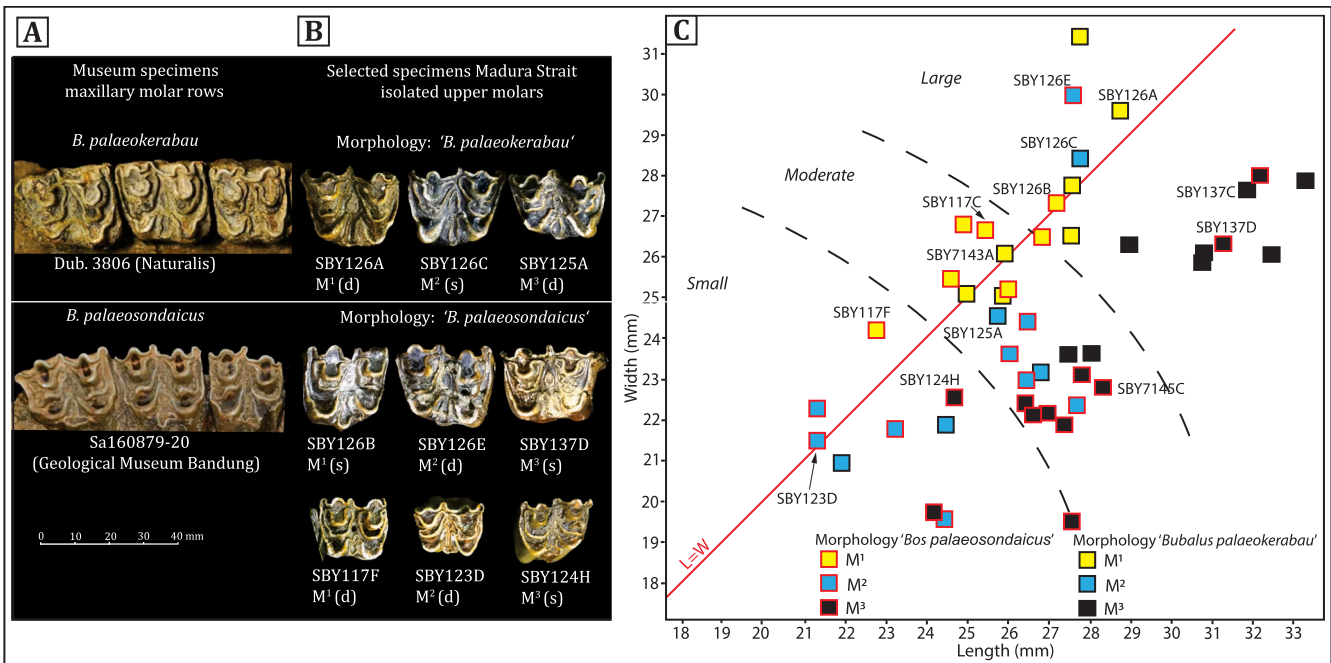 A
Museum specimens
maxillary molar rows
B. palaeokerabau
Dub. 3806 (Naturalis)
B. palaeosondaicus
Sa160879-20
(Geological Museum Bandung)
0 10 20 30 40 mm
B
Selected specimens Madura Strait
isolated upper molars
Morphology: ‘B. palaeokerabau‘
SBY126A SBY126C SBY125A
M¹ (d) M² (s) M³ (d)
Morphology: ‘B. palaeosondaicus‘
SBY126B SBY126E SBY137D
M¹ (s) M² (d) M³ (s)
SBY117F SBY123D SBY124H
M¹ (d) M² (d) M³ (s)
C
Width (mm)
31
30
29
28
27
26
25
24
23
22
21
20
19
18
Large
Moderate
Small
SBY126E
SBY126A
SBY126C
SBY126B
SBY117C
SBY137C
SBY137D
SBY7143A
SBY117F
SBY125A
SBY124H
SBY7145C
SBY123D
L=W
Morphology ‘Bos palaeosondaicus’
M¹
M²
M³
Morphology ‘Bubalus palaeokerabau’
M¹
M²
M³
18 19 20 21 22 23 24 25 26 27 28 29 30 31 32 33
Length (mm)